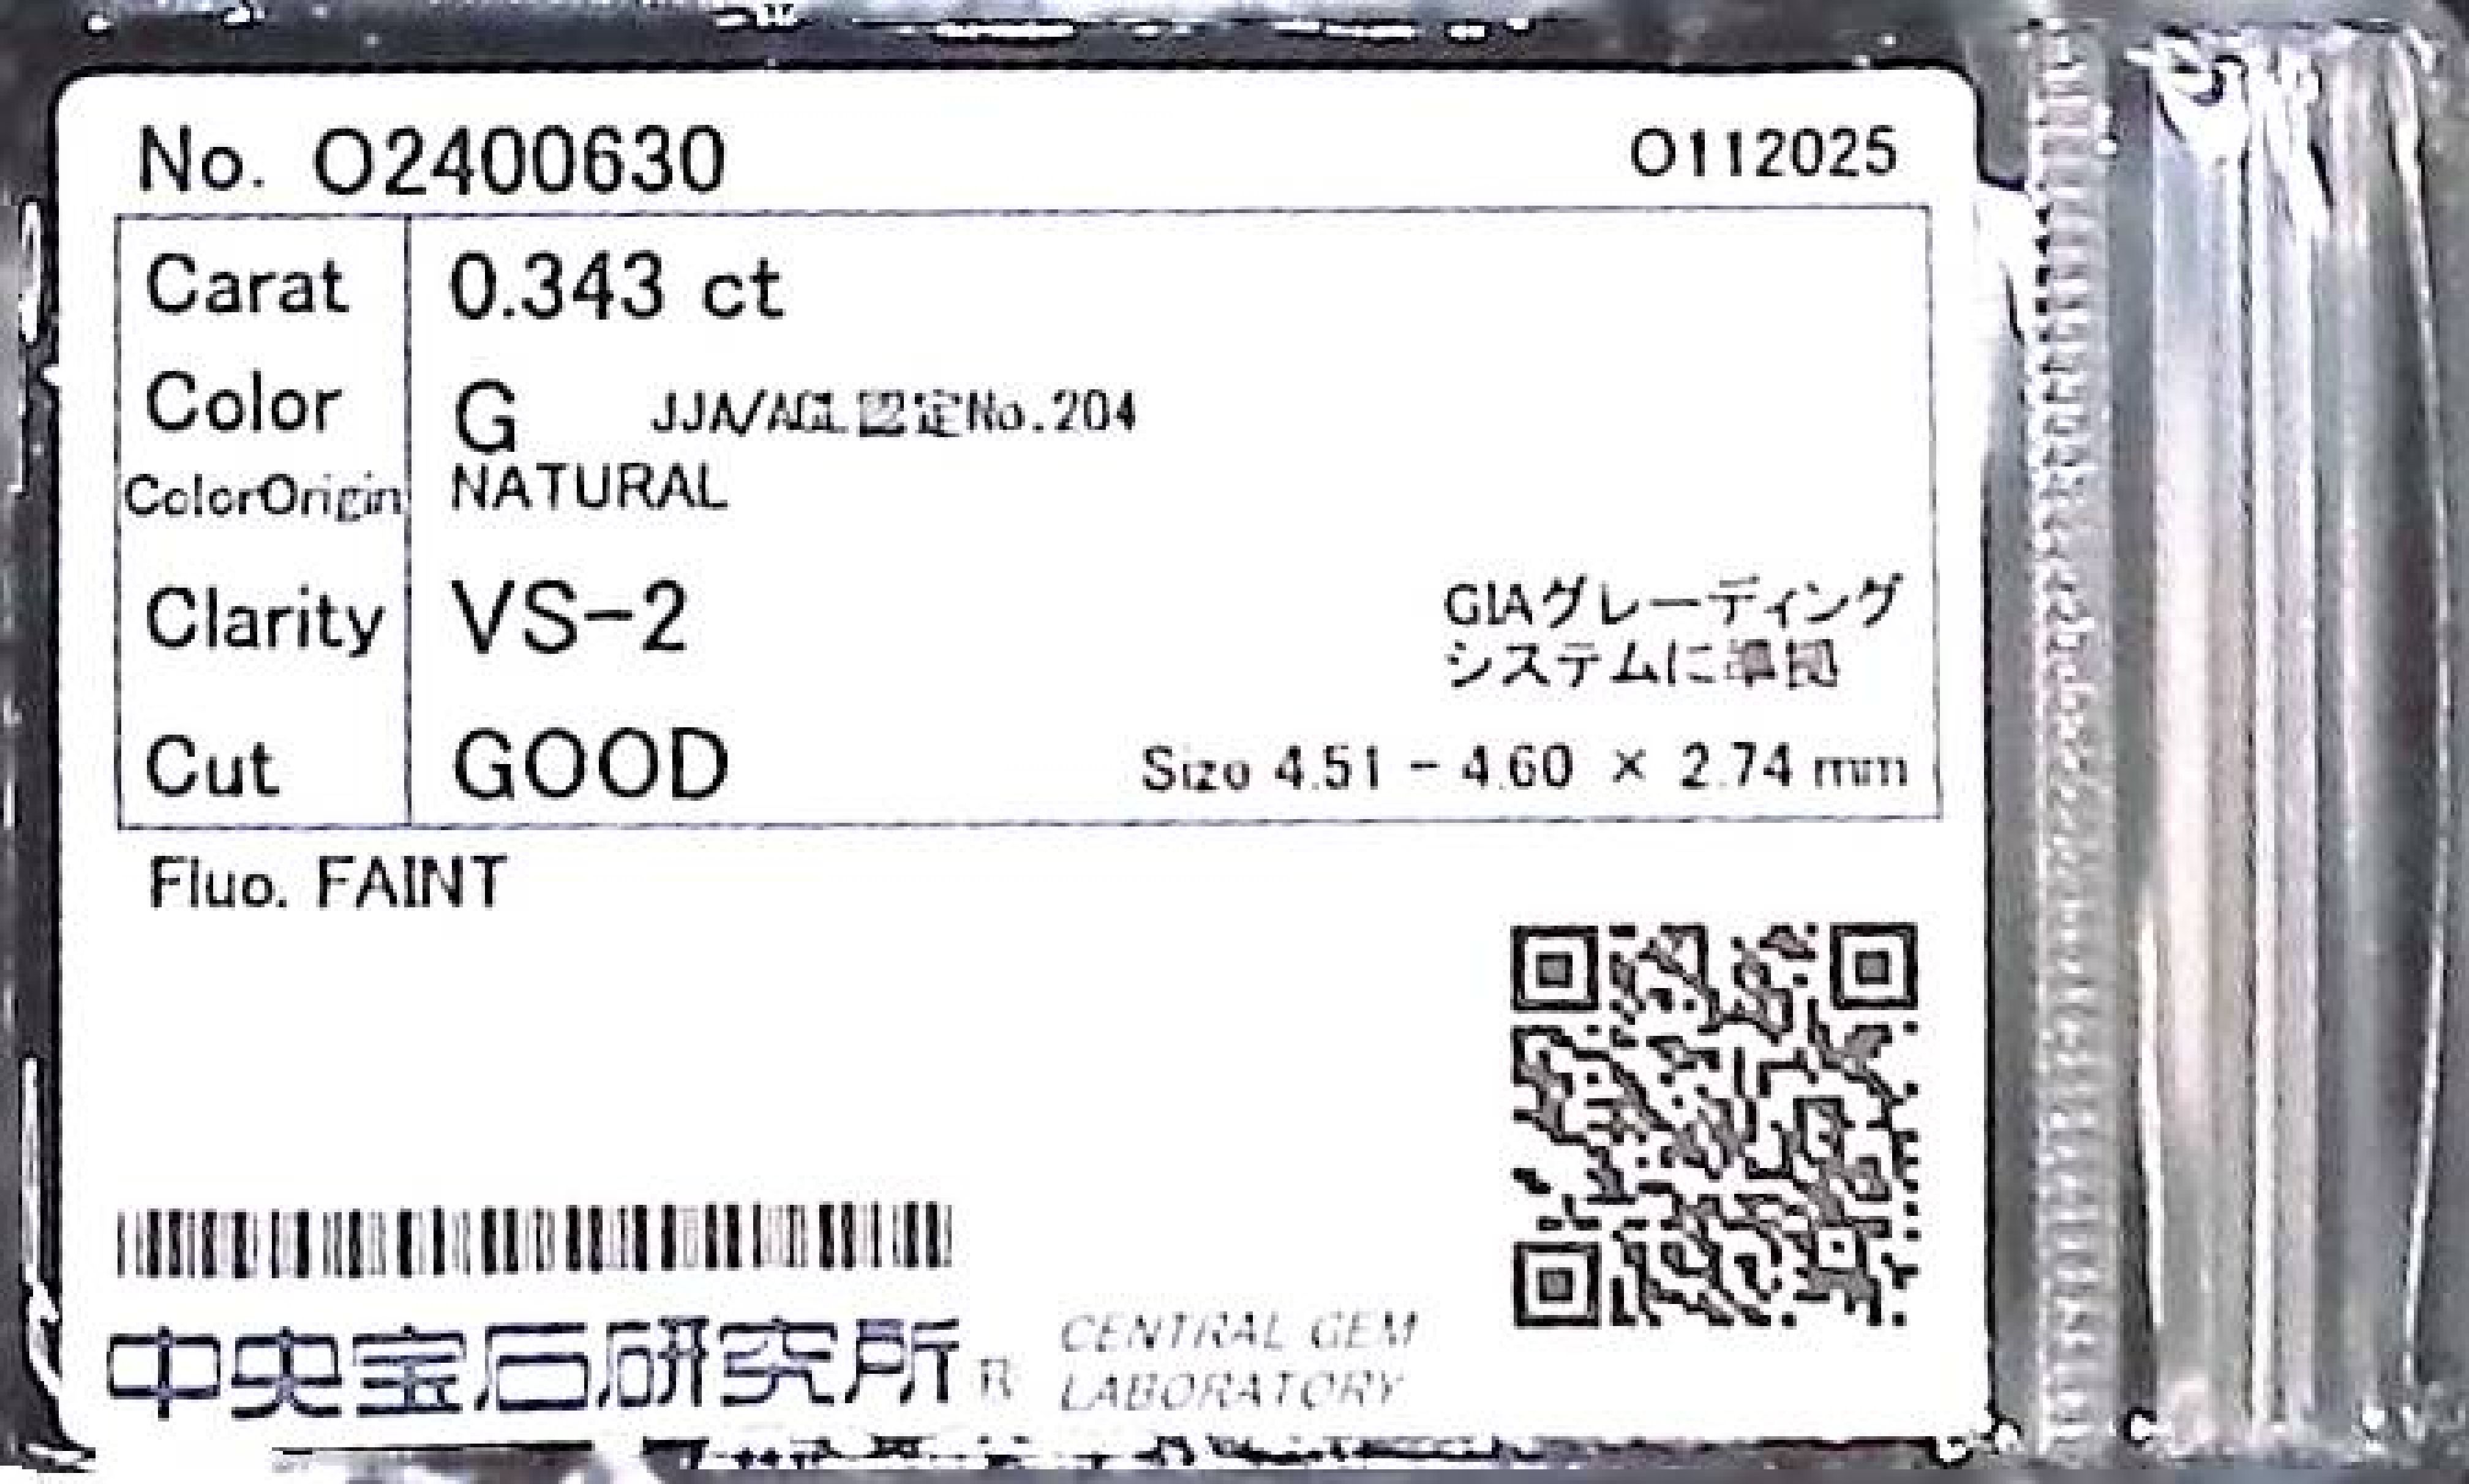 No. O2400630
O112025
Carat 0.343 ct
Color G JJA/AGL認定No.204
ColorOrigin NATURAL
Clarity VS-2
GIAグレーディング
システムに準拠
Cut GOOD
Size 4.51 - 4.60 × 2.74 mm
Fluo. FAINT
中央宝石研究所 B
CENTRAL GEM
LABORATORY